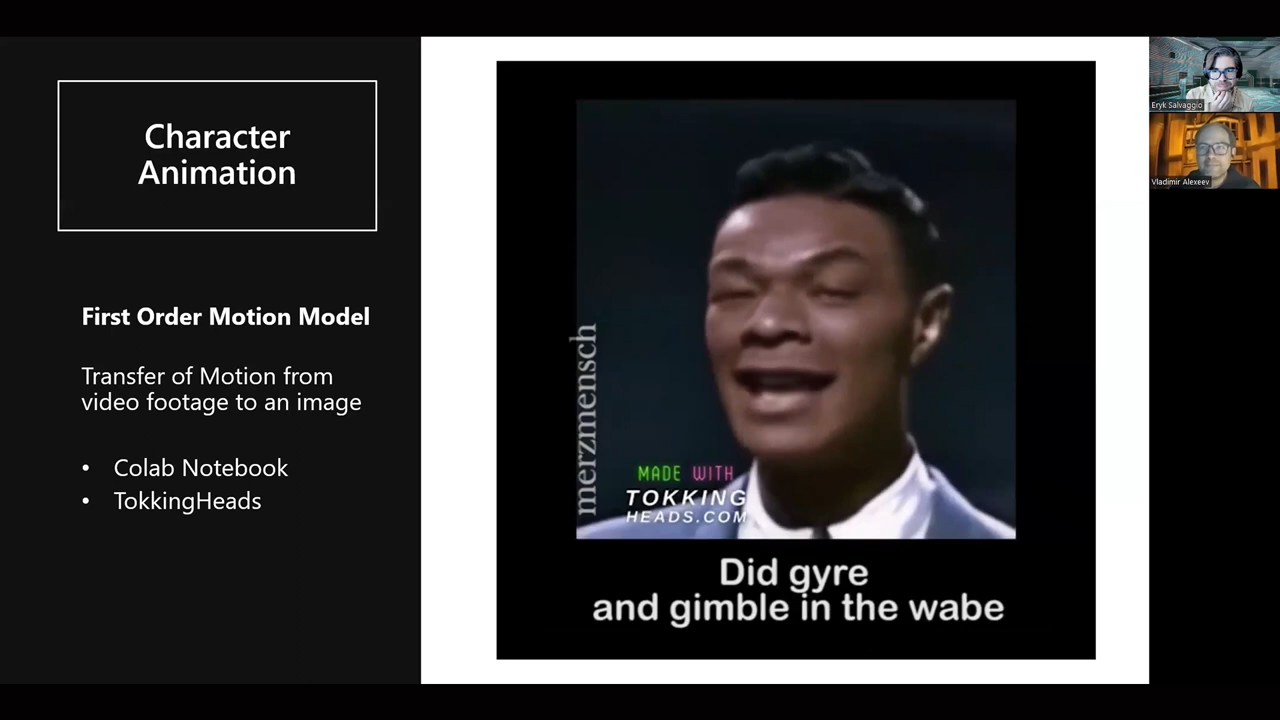 Character
Animation
First Order Motion Model
Transfer of Motion from
video footage to an image
• Colab Notebook
• TokkingHeads
merzmensch
MADE WITH
TOKKING
HEADS.COM
Did gyre
and gimble in the wabe
Eryk Salvaggio
Vladimir Alexeev